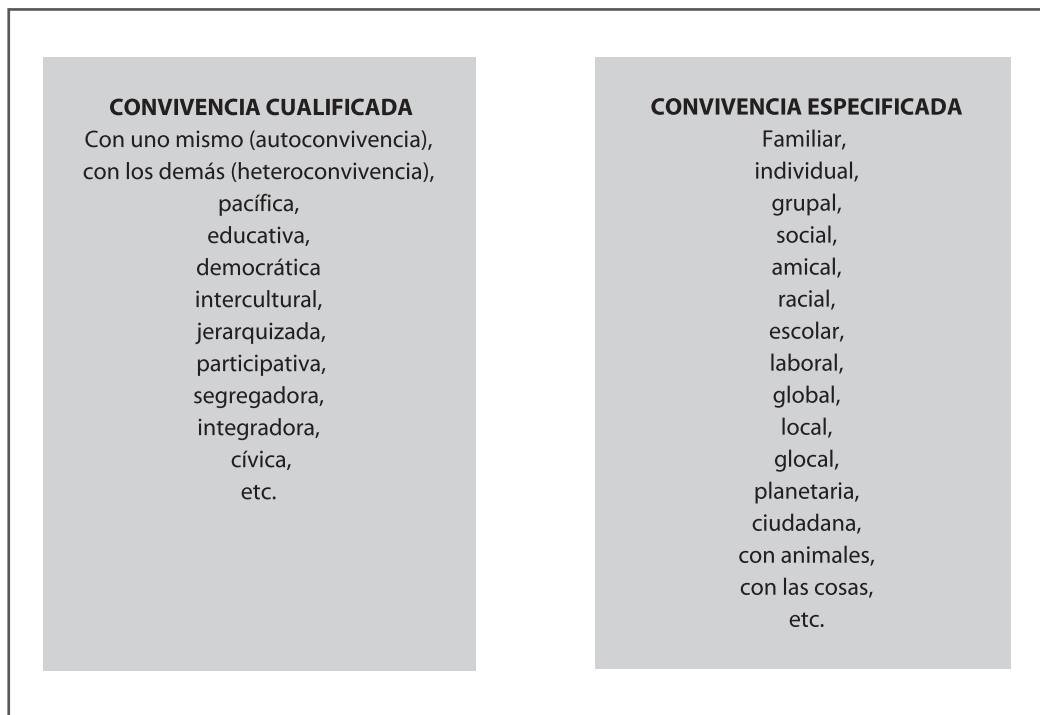 CONVIVENCIA CUALIFICADA
Con uno mismo (autoconvivencia),
con los demás (heteroconvivencia),
pacífica,
educativa,
democrática
intercultural,
jerarquizada,
participativa,
segregadora,
integradora,
cívica,
etc.
CONVIVENCIA ESPECIFICADA
Familiar,
individual,
grupal,
social,
amical,
racial,
escolar,
laboral,
global,
local,
glocal,
planetaria,
ciudadana,
con animales,
con las cosas,
etc.